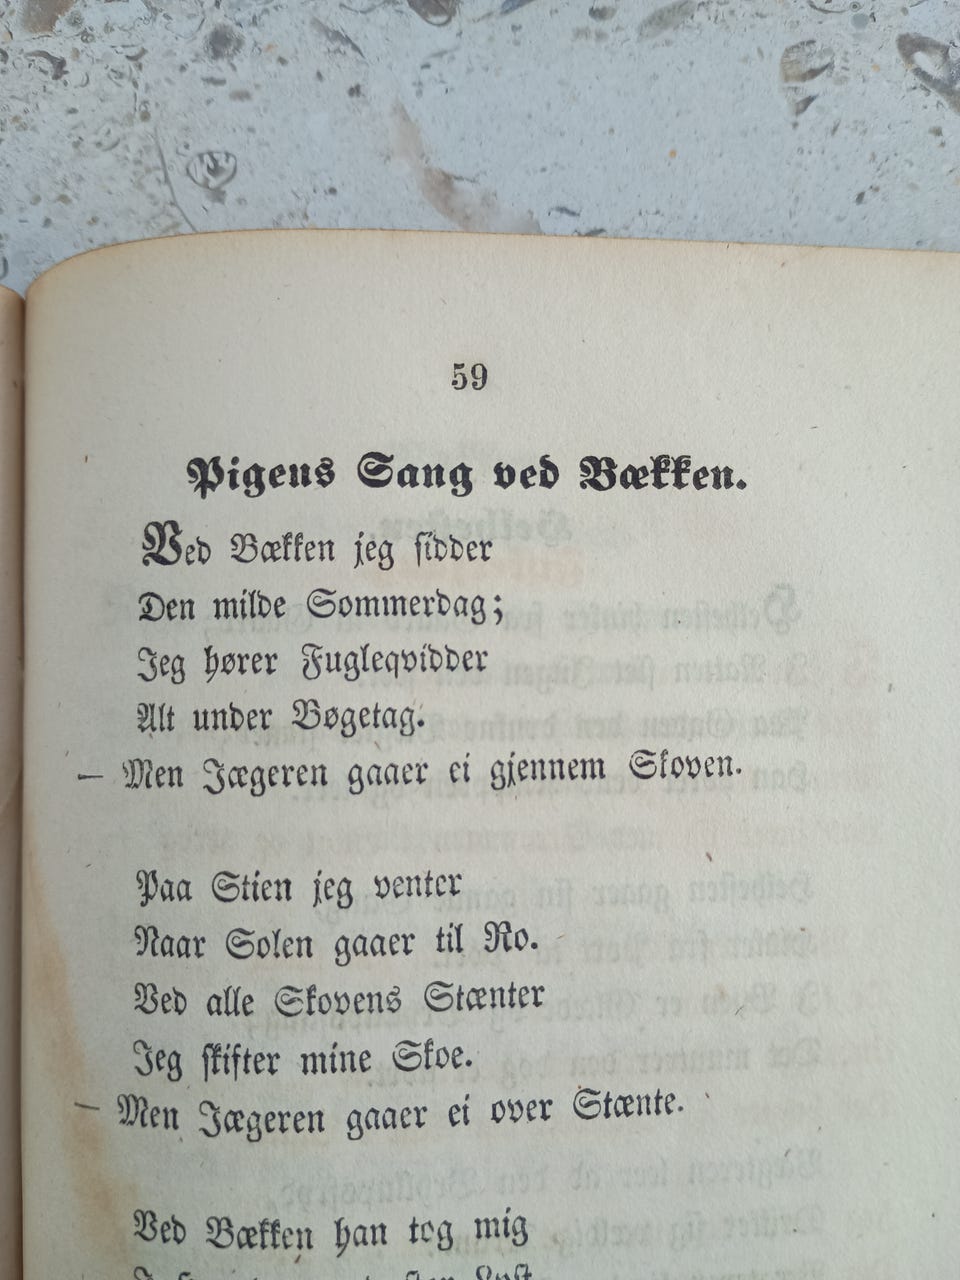 59
Pigens Sang ved Bækken.
Ved Bækken jeg sidder
Den milde Sommerdag;
Jeg hører Fugleqvidder
Alt under Bøgetag.
— Men Jægeren gaaer ei gjennem Skoven.
Paa Stien jeg venter
Naar Solen gaaer til Ro.
Ved alle Skovens Stænter
Jeg skifter mine Skoe.
— Men Jægeren gaaer ei over Stænte.
Ved Bækken han tog mig